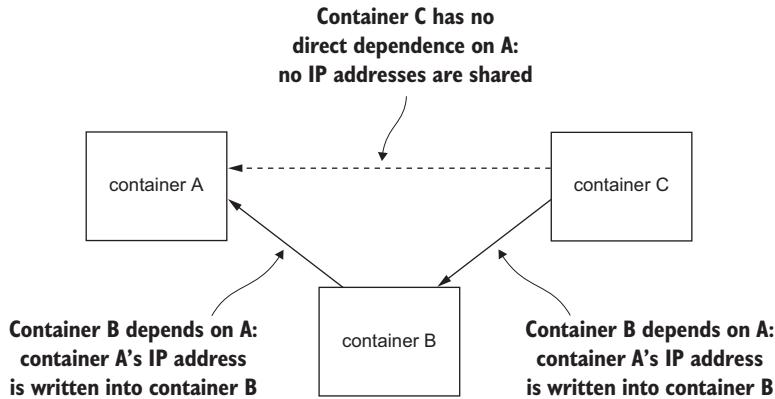 Container C has no
direct dependence on A:
no IP addresses are shared
container A
container C
container B
Container B depends on A:
container A’s IP address
is written into container B
Container B depends on A:
container A’s IP address
is written into container B